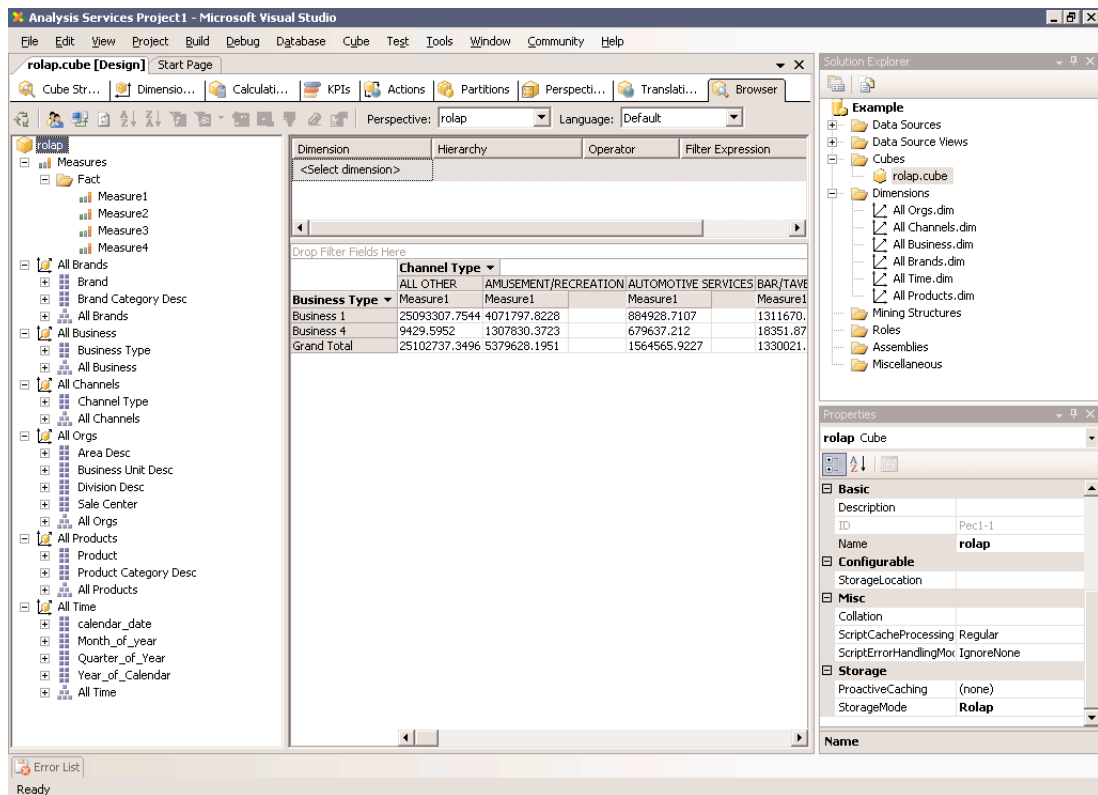 Analysis Services Project1 - Microsoft Visual Studio
File Edit View Project Build Debug Database Cube Test Tools Window Community Help
rolap.cube [Design] Start Page
Cube Str... Dimensio... Calculati... KPIs Actions Partitions Perspecti... Translati... Browser
Perspective: rolap Language: Default
rolap
Measures
Fact
Measure1
Measure2
Measure3
Measure4
All Brands
Brand
Brand Category Desc
All Brands
All Business
Business Type
All Business
All Channels
Channel Type
All Channels
All Orgs
Area Desc
Business Unit Desc
Division Desc
Sale Center
All Orgs
All Products
Product
Product Category Desc
All Products
All Time
calendar_date
Month_of_year
Quarter_of_Year
Year_of_Calendar
All Time
Dimension Hierarchy Operator Filter Expression
<Select dimension>
Drop Filter Fields Here
Channel Type
ALL OTHER AMUSEMENT/RECREATION AUTOMOTIVE SERVICES BAR/TAVE
Business Type Measure1 Measure1 Measure1 Measure1
Business 1 25093307.7544 4071797.8228 884928.7107 1311670.
Business 4 9429.5952 1307830.3723 679637.212 18351.87
Grand Total 25102737.3496 5379628.1951 1564565.9227 1330021.
Solution Explorer
Example
Data Sources
Data Source Views
Cubes
rolap.cube
Dimensions
All Orgs.dim
All Channels.dim
All Business.dim
All Brands.dim
All Time.dim
All Products.dim
Mining Structures
Roles
Assemblies
Miscellaneous
Properties
rolap Cube
Basic
Description
ID Pec1-1
Name rolap
Configurable
StorageLocation
Misc
Collation
ScriptCacheProcessing Regular
ScriptErrorHandlingMoc IgnoreNone
Storage
ProactiveCaching (none)
StorageMode Rolap
Name
Error List
Ready